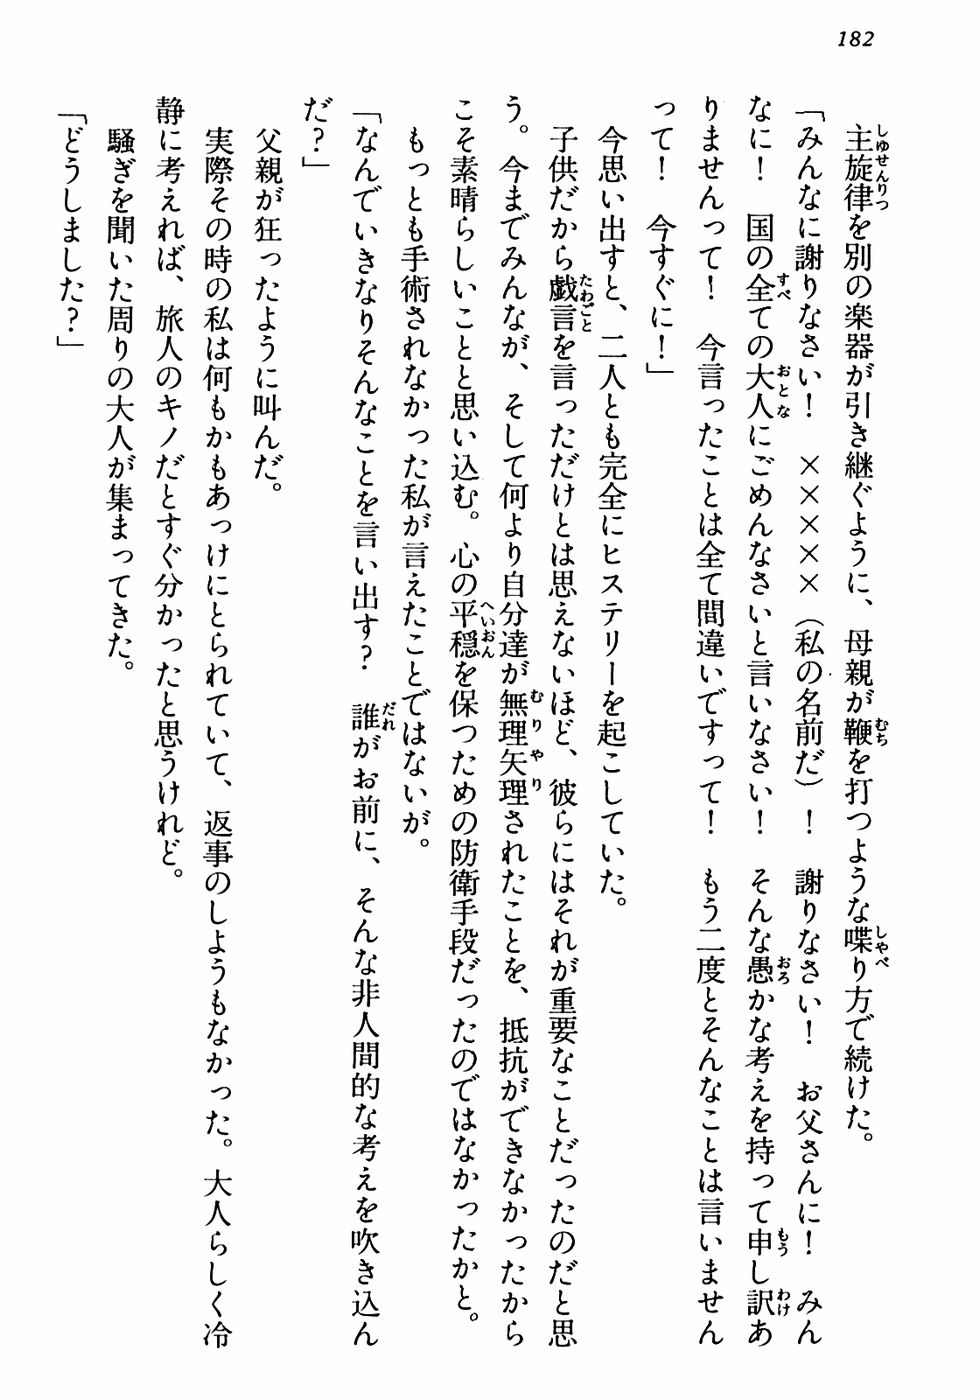 182
主旋律を別の楽器が引き継ぐように、母親が鞭を打つような喋り方で続けた。
「みんなに謝りなさい！　××××（私の名前だ）！　謝りなさい！　お父さんに！　みん
なに！　国の全ての大人にごめんなさいと言いなさい！　そんな愚かな考えを持って申し訳あ
りませんって！　今言ったことは全て間違いですって！　もう二度とそんなことは言いません
って！　今すぐに！」
今思い出すと、二人とも完全にヒステリーを起こしていた。
子供だから戯言を言っただけとは思えないほど、彼らにはそれが重要なことだったのだと思
う。今までみんなが、そして何より自分達が無理矢理されたことを、抵抗ができなかったから
こそ素晴らしいことと思い込む。心の平穏を保つための防衛手段だったのではなかったかと。
もっとも手術されなかった私が言えたことではないが。
「なんでいきなりそんなことを言い出す？　誰がお前に、そんな非人間的な考えを吹き込ん
だ？」
父親が狂ったように叫んだ。
実際その時の私は何もかもあっけにとられていて、返事のしようもなかった。大人らしく冷
静に考えれば、旅人のキノだとすぐ分かったと思うけれど。
騒ぎを聞いた周りの大人が集まってきた。
「どうしました？」